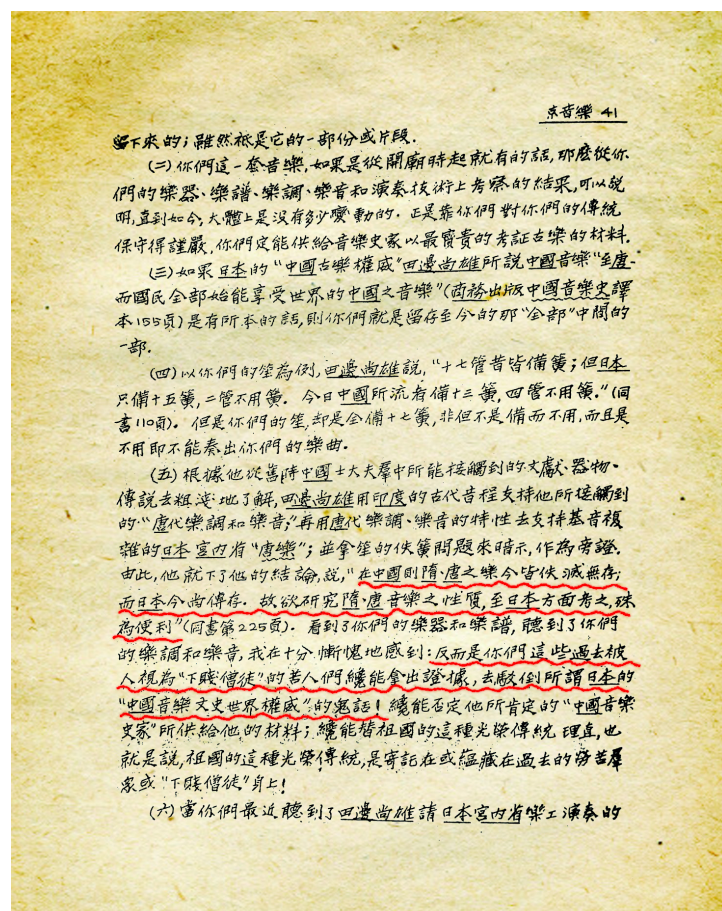 京音樂 41
留下來的；雖然祗是它的一部份或片段．
(二)你們這一套音樂，如果是從開廟時起就有的話，那麽從你
們的樂器、樂譜、樂調、樂音和演奏技術上考察的結果，可以説
明，直到如今，大體上是没有多少變動的．正是靠你們對你們的傳統
保守得謹嚴，你們定能供給音樂史家以最寳貴的考証古樂的材料．
(三)如果日本的“中國古樂權威”田邊尚雄所説中國音樂“至唐-
而國民全部始能享受世界的中國之音樂”(商務出版中國音樂史譯
本155頁)是有所本的話，則你們就是留存至今的那“全部”中間的
一部．
(四)以你們的笙為例，田邊尚雄説，“十七管昔皆備簧；但日本
只備十五簧，二管不用簧．今日中國所流者備十三簧，四管不用簧．”(同
書110頁)．但是你們的笙，却是全備十七簧，非但不是備而不用，而且是
不用即不能奏出你們的樂曲．
(五)根據他從舊時中國士大夫羣中所能接觸到的文獻、器物、
傳説去粗淺地了解，田邊尚雄用印度的古代音程支持他所接觸到
的“唐代樂調和樂音；”再用唐代樂調、樂音的特性去支持基音複
雜的日本宮内省“唐樂”；並拿笙的佚簧問題來暗示，作為旁證．
由此，他就下了他的結論，説，“在中國則隋、唐之樂今皆佚滅無存；
而日本今尚傳存．故欲研究隋、唐音樂之性質，至日本方面考之，殊
為便利”(同書第225頁)．看到了你們的樂器和樂譜，聽到了你們
的樂調和樂音，我在十分慚愧地感到：反而是你們這些過去被
人視為“下賤僧徒”的苦人們纔能拿出證據，去敵倒所謂日本的
“中國音樂文史世界權威”的鬼話！纔能否定他所肯定的“中國音樂
史家”所供給他的材料；纔能替祖國的這種光榮傳統理直，也
就是説，祖國的這種光榮傳統，是寄託在或蘊藏在過去的勞苦羣
衆或“下賤僧徒”身上！
(六)當你們最近聽到了田邊尚雄請日本宮内省樂工演奏的